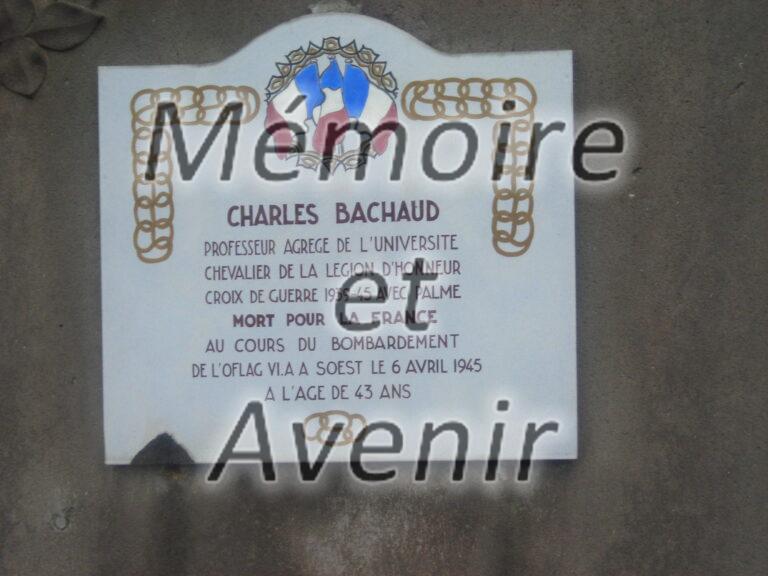 Mémoire
CHARLES BACHAUD
PROFESSEUR AGREGE DE L'UNIVERSITE
CHEVALIER DE LA LEGION D'HONNEUR
CROIX DE GUERRE 1939-45 AVEC PALME
et
MORT POUR LA FRANCE
AU COURS DU BOMBARDEMENT
DE L'OFLAG VI.A A SOEST LE 6 AVRIL 1945
A L'AGE DE 43 ANS
Avenir